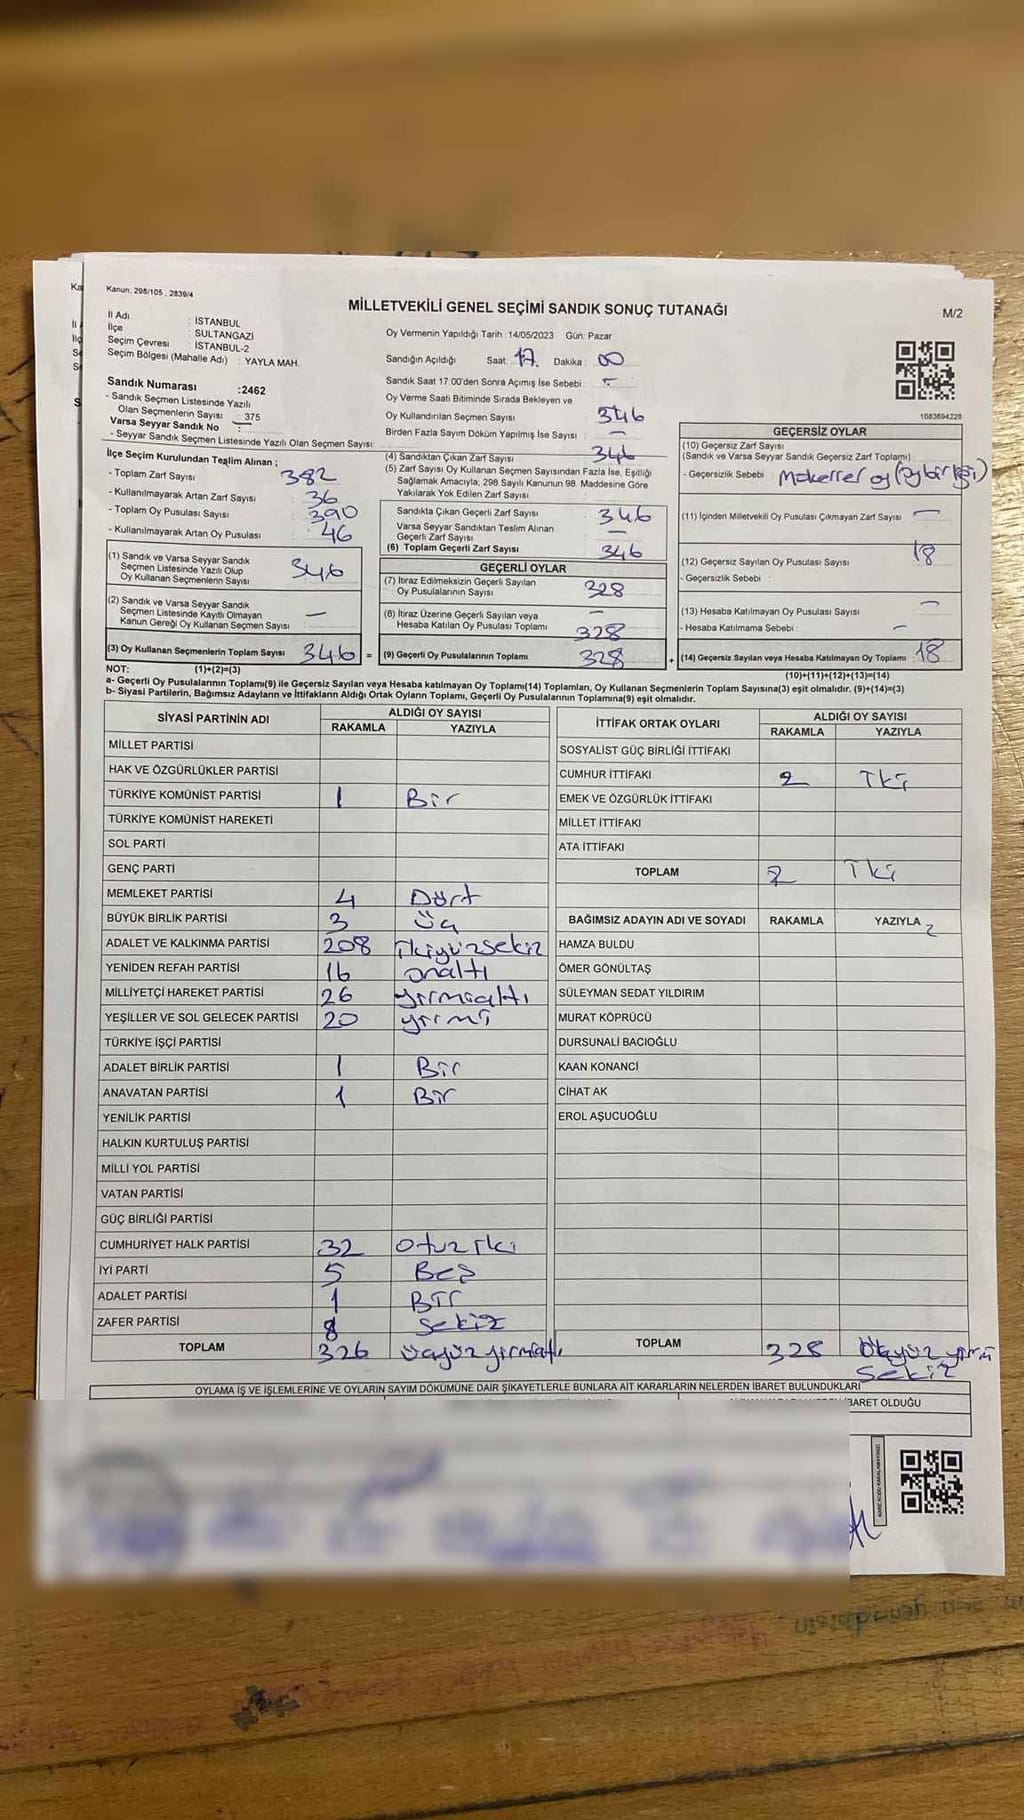 Kanun: 298/105 , 2839/4
MİLLETVEKİLİ GENEL SEÇİMİ SANDIK SONUÇ TUTANAĞI
M/2
İl Adı : İSTANBUL
İlçe : SULTANGAZİ
Seçim Çevresi : İSTANBUL-2
Seçim Bölgesi (Mahalle Adı) : YAYLA MAH.
Sandık Numarası :2462
- Sandık Seçmen Listesinde Yazılı
Olan Seçmenlerin Sayısı : 375
Varsa Seyyar Sandık No :
- Seyyar Sandık Seçmen Listesinde Yazılı Olan Seçmen Sayısı:
İlçe Seçim Kurulundan Teslim Alınan ;
- Toplam Zarf Sayısı 382
- Kullanılmayarak Artan Zarf Sayısı 36
- Toplam Oy Pusulası Sayısı 390
- Kullanılmayarak Artan Oy Pusulası 46
(1) Sandık ve Varsa Seyyar Sandık
Seçmen Listesinde Yazılı Olup
Oy Kullanan Seçmenlerin Sayısı 346
(2) Sandık ve Varsa Seyyar Sandık
Seçmen Listesinde Kayıtlı Olmayan
Kanun Gereği Oy Kullanan Seçmen Sayısı —
(3) Oy Kullanan Seçmenlerin Toplam Sayısı 346 =
Oy Vermenin Yapıldığı Tarih :14/05/2023 Gün: Pazar
Sandığın Açıldığı Saat: 17. Dakika: 00
Sandık Saat 17.00'den Sonra Açılmış İse Sebebi : -
Oy Verme Saati Bitiminde Sırada Bekleyen ve
Oy Kullandırılan Seçmen Sayısı 346
Birden Fazla Sayım Döküm Yapılmış İse Sayısı : —
(4) Sandıktan Çıkan Zarf Sayısı 346
(5) Zarf Sayısı Oy Kullanan Seçmen Sayısından Fazla İse, Eşitliği
Sağlamak Amacıyla, 298 Sayılı Kanunun 98. Maddesine Göre
Yakılarak Yok Edilen Zarf Sayısı
Sandıkta Çıkan Geçerli Zarf Sayısı 346
Varsa Seyyar Sandıktan Teslim Alınan
Geçerli Zarf Sayısı —
(6) Toplam Geçerli Zarf Sayısı 346
GEÇERLİ OYLAR
(7) İtiraz Edilmeksizin Geçerli Sayılan
Oy Pusulalarının Sayısı 328
(8) İtiraz Üzerine Geçerli Sayılan veya —
Hesaba Katılan Oy Pusulası Toplamı 328
(9) Geçerli Oy Pusulalarının Toplamı 328 +
1083694228
GEÇERSİZ OYLAR
(10) Geçersiz Zarf Sayısı
(Sandık ve Varsa Seyyar Sandık Geçersiz Zarf Toplamı)
- Geçersizlik Sebebi : Mükerrer oy
(11) İçinden Milletvekili Oy Pusulası Çıkmayan Zarf Sayısı —
(12) Geçersiz Sayılan Oy Pusulası Sayısı 18
- Geçersizlik Sebebi :
(13) Hesaba Katılmayan Oy Pusulası Sayısı —
- Hesaba Katılmama Sebebi : -
(14) Geçersiz Sayılan veya Hesaba Katılmayan Oy Toplamı 18
NOT: (1)+(2)=(3)
(10)+(11)+(12)+(13)=(14)
a- Geçerli Oy Pusulalarının Toplamı(9) ile Geçersiz Sayılan veya Hesaba katılmayan Oy Toplamı(14) Toplamları, Oy Kullanan Seçmenlerin Toplam Sayısına(3) eşit olmalıdır. (9)+(14)=(3)
b- Siyasi Partilerin, Bağımsız Adayların ve İttifakların Aldığı Ortak Oyların Toplamı, Geçerli Oy Pusulalarının Toplamına(9) eşit olmalıdır.
SİYASİ PARTİNİN ADI
ALDIĞI OY SAYISI
RAKAMLA YAZIYLA
MİLLET PARTİSİ
HAK VE ÖZGÜRLÜKLER PARTİSİ
TÜRKİYE KOMÜNİST PARTİSİ 1 Bir
TÜRKİYE KOMÜNİST HAREKETİ
SOL PARTİ
GENÇ PARTİ
MEMLEKET PARTİSİ 4 Dört
BÜYÜK BİRLİK PARTİSİ 3 Üç
ADALET VE KALKINMA PARTİSİ 208 ikiyüzsekiz
YENİDEN REFAH PARTİSİ 16 onaltı
MİLLİYETÇİ HAREKET PARTİSİ 26 yirmialtı
YEŞİLLER VE SOL GELECEK PARTİSİ 20 yirmi
TÜRKİYE İŞÇİ PARTİSİ
ADALET BİRLİK PARTİSİ 1 Bir
ANAVATAN PARTİSİ 1 Bir
YENİLİK PARTİSİ
HALKIN KURTULUŞ PARTİSİ
MİLLİ YOL PARTİSİ
VATAN PARTİSİ
GÜÇ BİRLİĞİ PARTİSİ
CUMHURİYET HALK PARTİSİ 32 Otuz iki
İYİ PARTİ 5 Beş
ADALET PARTİSİ 1 Bir
ZAFER PARTİSİ 8 Sekiz
TOPLAM 326 üçyüz yirmialtı
İTTİFAK ORTAK OYLARI
ALDIĞI OY SAYISI
RAKAMLA YAZIYLA
SOSYALİST GÜÇ BİRLİĞİ İTTİFAKI
CUMHUR İTTİFAKI 2 İki
EMEK VE ÖZGÜRLÜK İTTİFAKI
MİLLET İTTİFAKI
ATA İTTİFAKI
TOPLAM 2 İki
BAĞIMSIZ ADAYIN ADI VE SOYADI RAKAMLA YAZIYLA 2
HAMZA BULDU
ÖMER GÖNÜLTAŞ
SÜLEYMAN SEDAT YILDIRIM
MURAT KÖPRÜCÜ
DURSUNALİ BACIOĞLU
KAAN KONANCİ
CİHAT AK
EROL AŞUCUOĞLU
TOPLAM 328 üçyüz yirmi
Sekiz
OYLAMA İŞ VE İŞLEMLERİNE VE OYLARIN SAYIM DÖKÜMÜNE DAİR ŞİKAYETLERLE BUNLARA AİT KARARLARIN NELERDEN İBARET BULUNDUKLARI
İBARET OLDUĞU